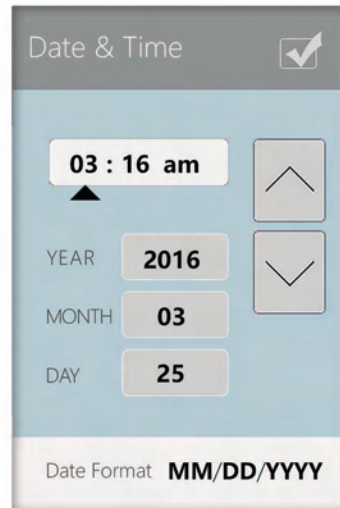 Date & Time
03 : 16 am
YEAR 2016
MONTH 03
DAY 25
Date Format MM/DD/YYYY